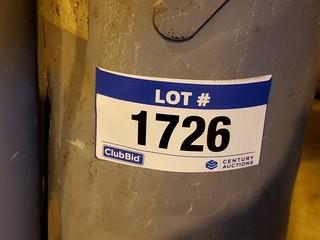 LOT #
1726
ClubBid
CENTURY
AUCTIONS